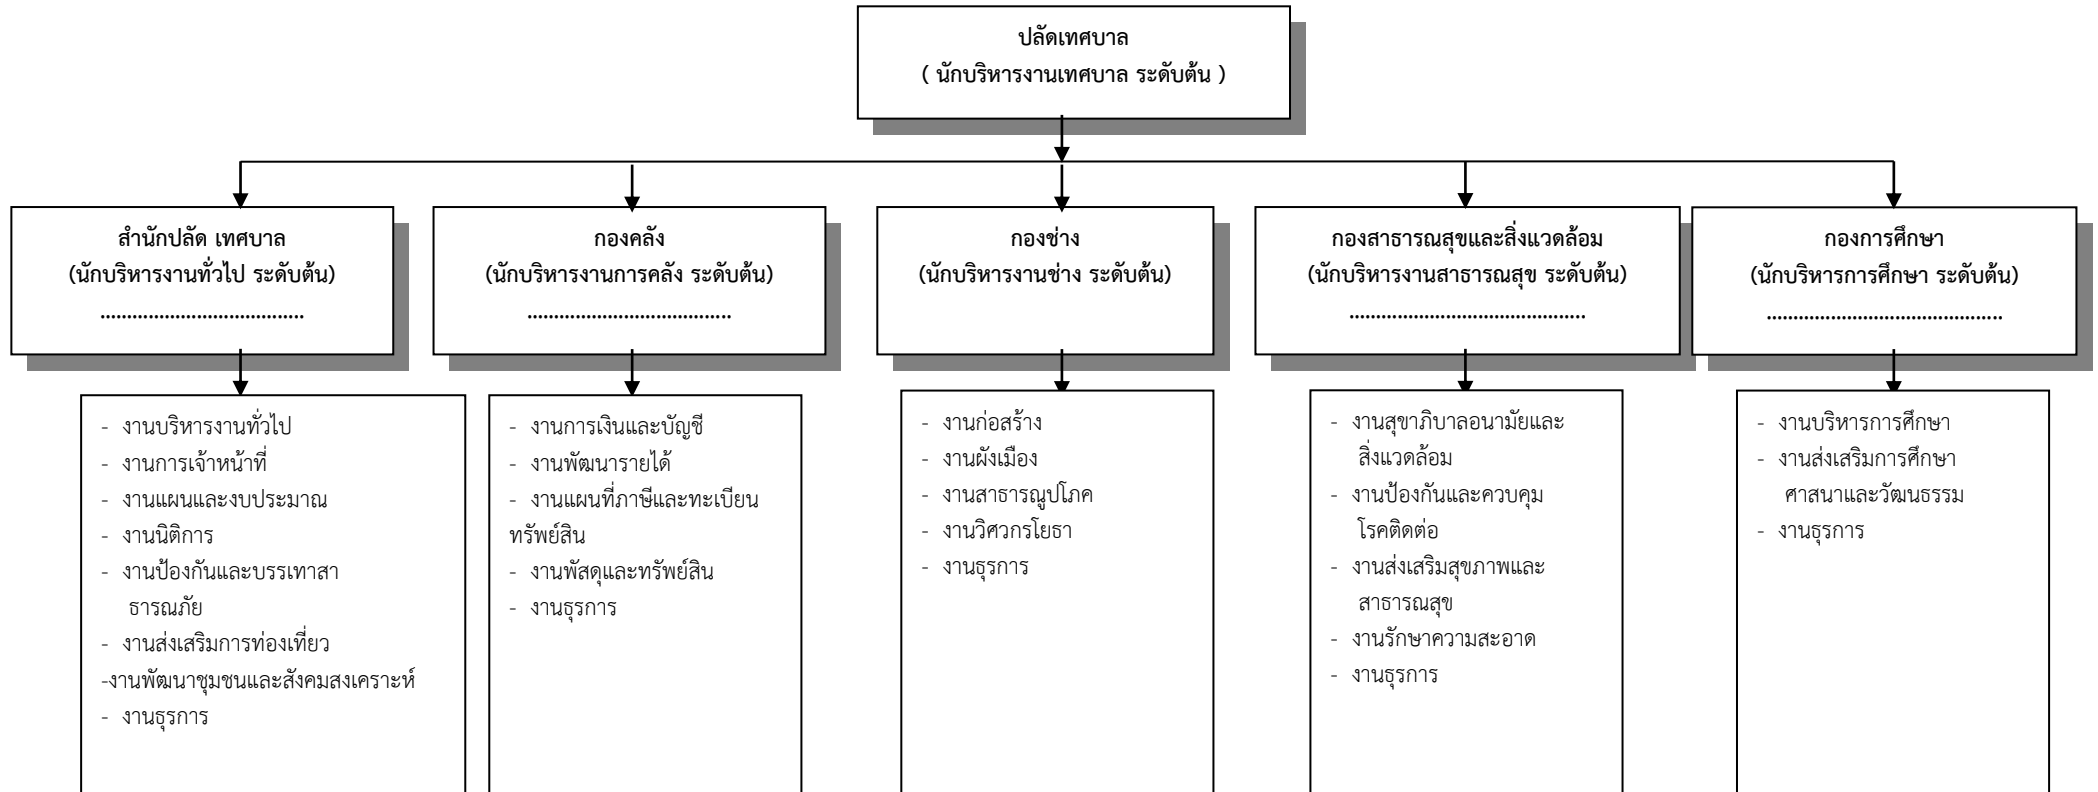 ปลัดเทศบาล
( นักบริหารงานเทศบาล ระดับต้น )
สำนักปลัด เทศบาล
(นักบริหารงานทั่วไป ระดับต้น)
......................................
กองคลัง
(นักบริหารงานการคลัง ระดับต้น)
......................................
กองช่าง
(นักบริหารงานช่าง ระดับต้น)
กองสาธารณสุขและสิ่งแวดล้อม
(นักบริหารงานสาธารณสุข ระดับต้น)
............................................
กองการศึกษา
(นักบริหารการศึกษา ระดับต้น)
............................................
- งานบริหารงานทั่วไป
- งานการเจ้าหน้าที่
- งานแผนและงบประมาณ
- งานนิติการ
- งานป้องกันและบรรเทาสา
ธารณภัย
- งานส่งเสริมการท่องเที่ยว
-งานพัฒนาชุมชนและสังคมสงเคราะห์
- งานธุรการ
- งานการเงินและบัญชี
- งานพัฒนารายได้
- งานแผนที่ภาษีและทะเบียน
ทรัพย์สิน
- งานพัสดุและทรัพย์สิน
- งานธุรการ
- งานก่อสร้าง
- งานผังเมือง
- งานสาธารณูปโภค
- งานวิศวกรโยธา
- งานธุรการ
- งานสุขาภิบาลอนามัยและ
สิ่งแวดล้อม
- งานป้องกันและควบคุม
โรคติดต่อ
- งานส่งเสริมสุขภาพและ
สาธารณสุข
- งานรักษาความสะอาด
- งานธุรการ
- งานบริหารการศึกษา
- งานส่งเสริมการศึกษา
ศาสนาและวัฒนธรรม
- งานธุรการ